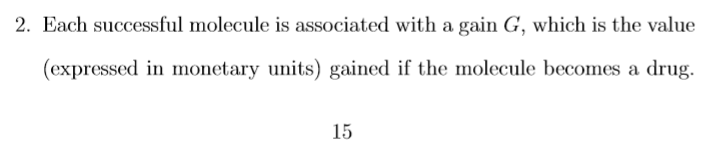 2. Each successful molecule is associated with a gain G, which is the value
(expressed in monetary units) gained if the molecule becomes a drug.
15